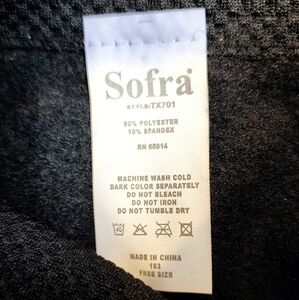 Sofra
STYLE: TX701
90% POLYESTER
10% SPANDEX
RN 65914
MACHINE WASH COLD
DARK COLOR SEPARATELY
DO NOT BLEACH
DO NOT IRON
DO NOT TUMBLE DRY
40
MADE IN CHINA
163
FREE SIZE